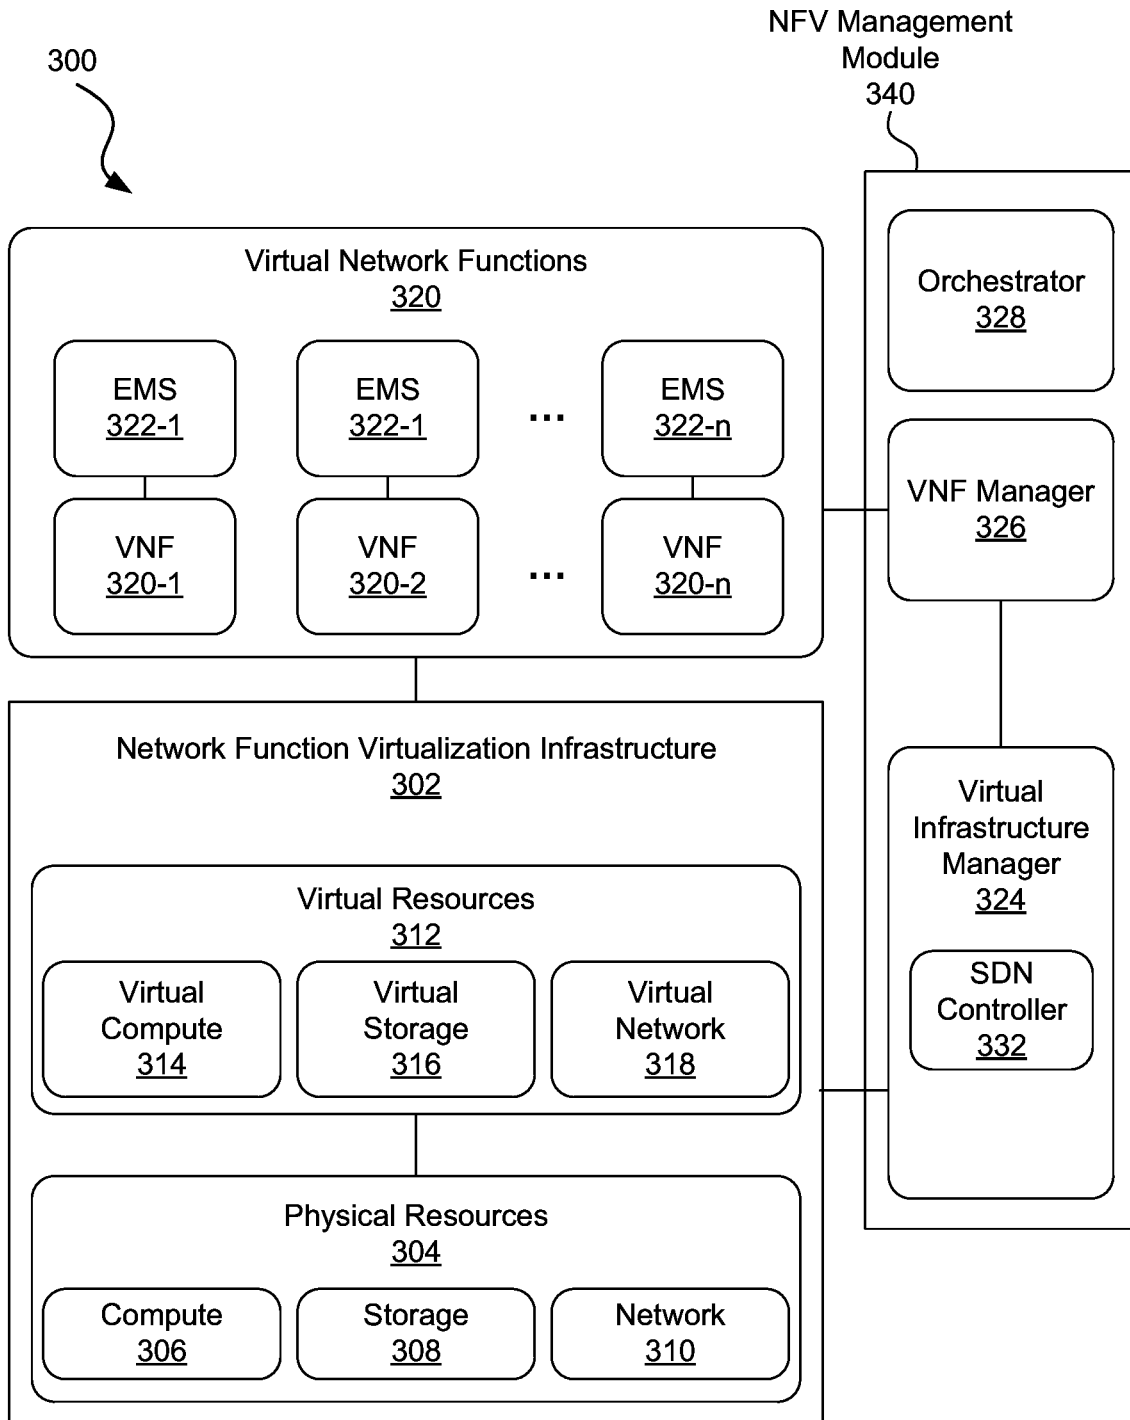 NFV Management
Module
340
300
Virtual Network Functions
320
EMS
322-1
EMS
322-1
...
EMS
322-n
VNF
320-1
VNF
320-2
...
VNF
320-n
Orchestrator
328
VNF Manager
326
Network Function Virtualization Infrastructure
302
Virtual Resources
312
Virtual
Compute
314
Virtual
Storage
316
Virtual
Network
318
Virtual
Infrastructure
Manager
324
SDN
Controller
332
Physical Resources
304
Compute
306
Storage
308
Network
310